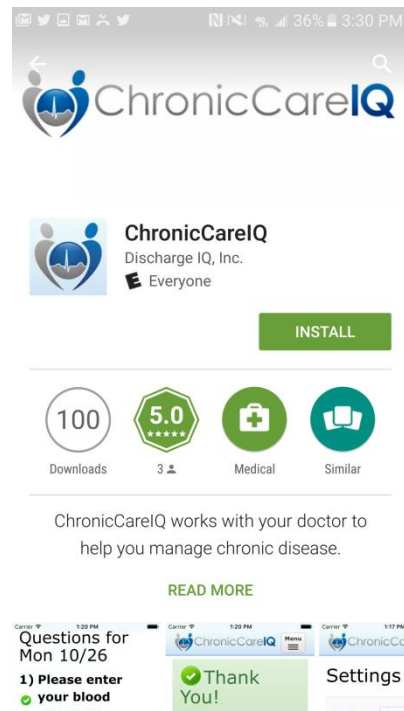 36% 3:30 PM
ChronicCareIQ
ChronicCareIQ
Discharge IQ, Inc.
E Everyone
INSTALL
100
5.0
Downloads
3
Medical
Similar
ChronicCareIQ works with your doctor to
help you manage chronic disease.
READ MORE
Carrier 1:20 PM
Questions for
Mon 10/26
1) Please enter
your blood
Carrier 1:20 PM
ChronicCareIQ Menu
Thank
You!
Carrier 1:17 PM
ChronicCa
Settings